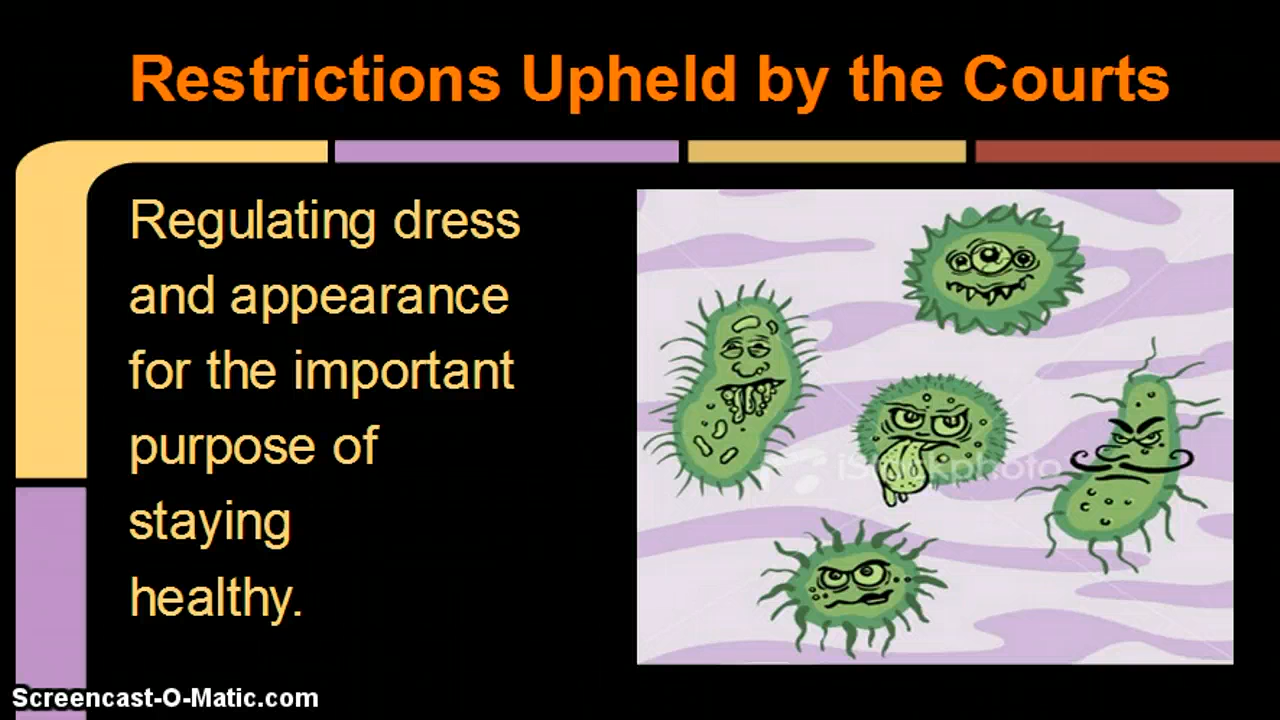 Restrictions Upheld by the Courts
Regulating dress
and appearance
for the important
purpose of
staying
healthy.
iStockphoto
Screencast-O-Matic.com